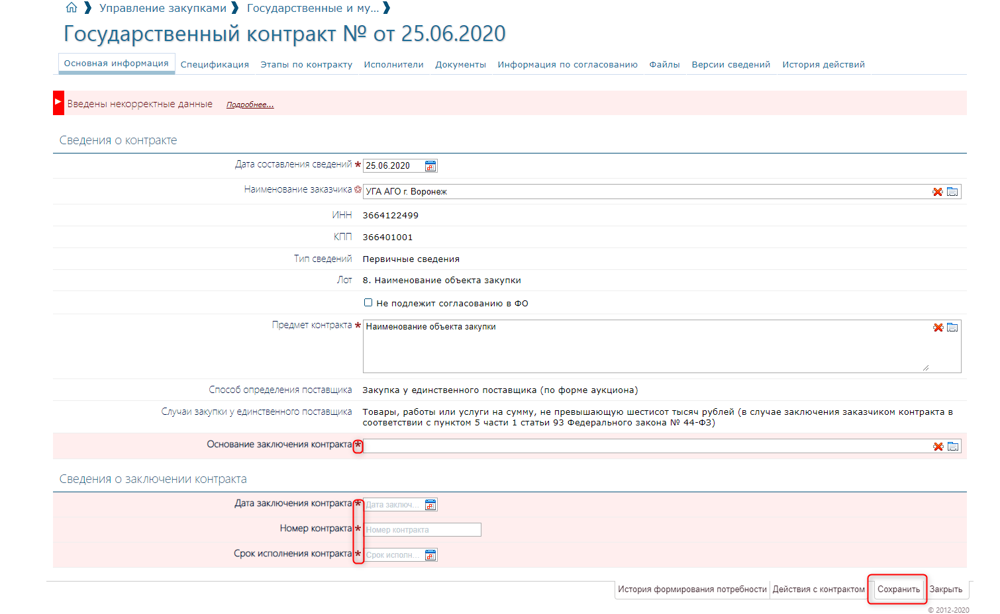 Управление закупками Государственные и му...
Государственный контракт № от 25.06.2020
Основная информация Спецификация Этапы по контракту Исполнители Документы Информация по согласованию Файлы Версии сведений История действий
Введены некорректные данные Подробнее...
Сведения о контракте
Дата составления сведений * 25.06.2020
Наименование заказчика УГА АГО г. Воронеж
ИНН 3664122499
КПП 366401001
Тип сведений Первичные сведения
Лот 8. Наименование объекта закупки
Не подлежит согласованию в ФО
Предмет контракта * Наименование объекта закупки
Способ определения поставщика Закупка у единственного поставщика (по форме аукциона)
Случаи закупки у единственного поставщика Товары, работы или услуги на сумму, не превышающую шестисот тысяч рублей (в случае заключения заказчиком контракта в
соответствии с пунктом 5 части 1 статьи 93 Федерального закона № 44-ФЗ)
Основание заключения контракта *
Сведения о заключении контракта
Дата заключения контракта * Дата заключ...
Номер контракта * Номер контракта
Срок исполнения контракта * Срок исполн...
История формирования потребности Действия с контрактом Сохранить Закрыть
© 2012-2020